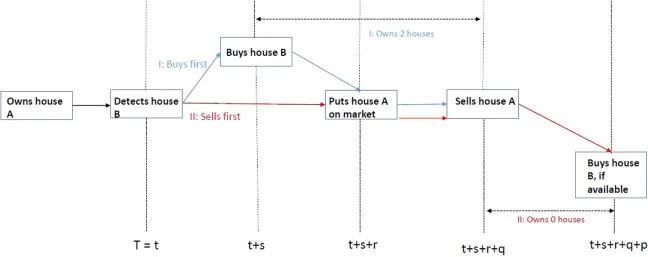 I: Owns 2 houses
Buys house B
I: Buys first
Owns house
A
Detects house
B
II: Sells first
Puts house A
on market
Sells house A
Buys house
B, if
available
II: Owns 0 houses
T = t
t+s
t+s+r
t+s+r+q
t+s+r+q+p